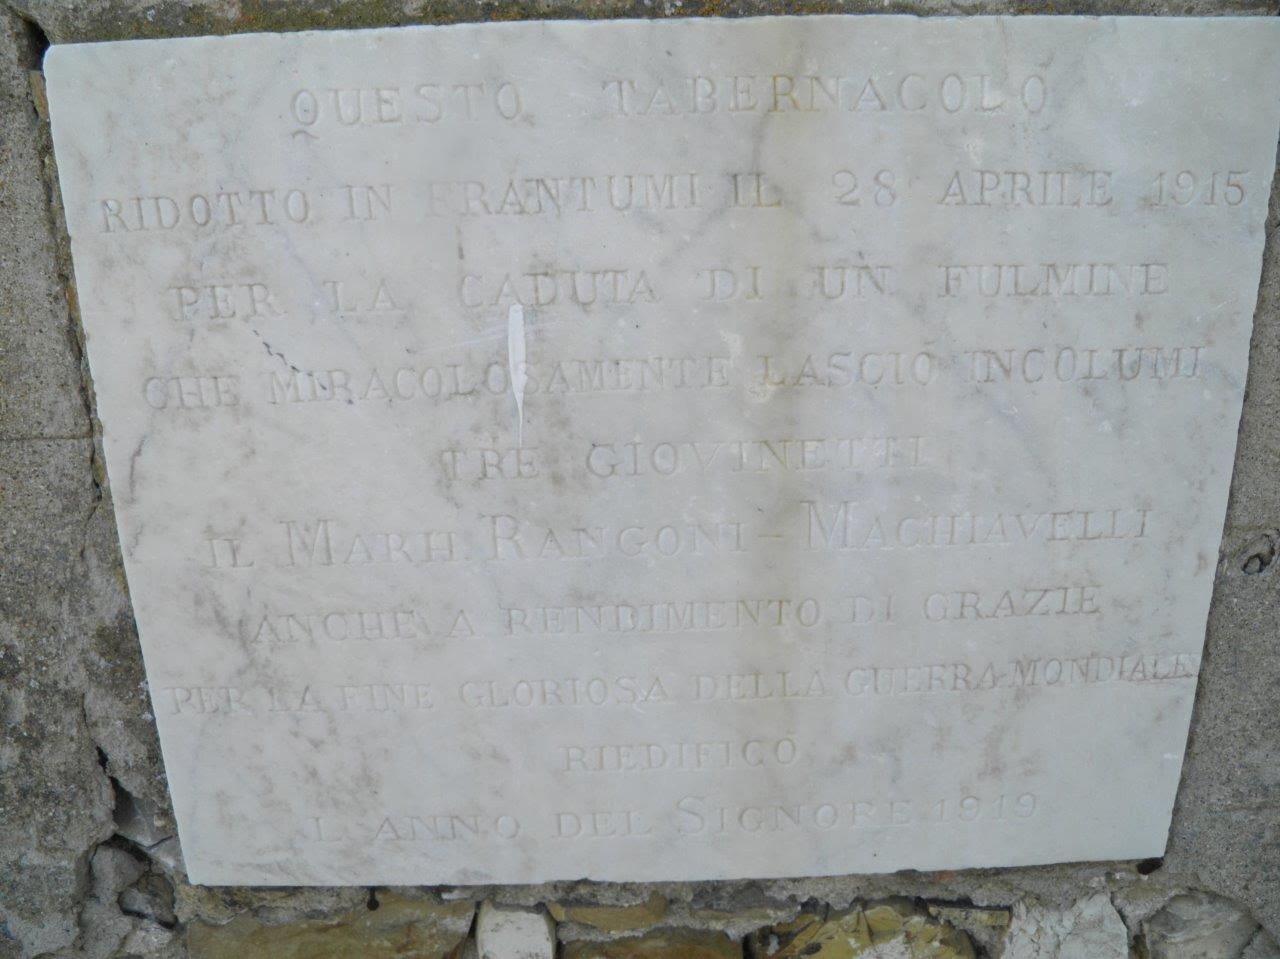 QUESTO TABERNACOLO
RIDOTTO IN FRANTUMI IL 28 APRILE 1915
PER LA CADUTA DI UN FULMINE
CHE MIRACOLOSAMENTE LASCIÒ INCOLUMI
TRE GIOVINETTI
IL MARH. RANGONI - MACHIAVELLI
ANCHE A RENDIMENTO DI GRAZIE
PER LA FINE GLORIOSA DELLA GUERRA-MONDIALE
RIEDIFICÒ
L'ANNO DEL SIGNORE 1919